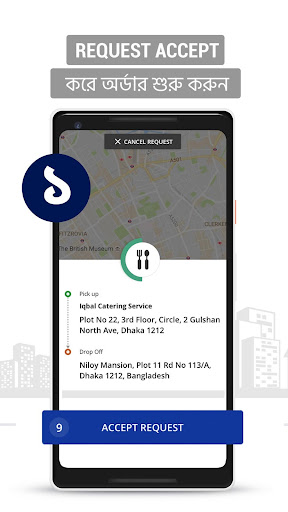 REQUEST ACCEPT
করে অর্ডার শুরু করুন
১
CANCEL REQUEST
FITZROVIA
The British Museum
Pick up
Iqbal Catering Service
Plot No 22, 3rd Floor, Circle, 2 Gulshan
North Ave, Dhaka 1212
Drop Off
Niloy Mansion, Plot 11 Rd No 113/A,
Dhaka 1212, Bangladesh
9 ACCEPT REQUEST